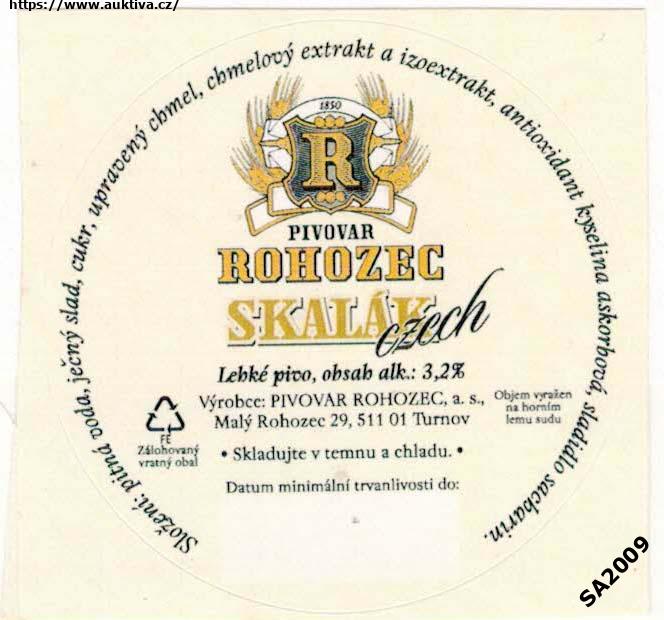 https://www.auktiva.cz/
Složení: pitná voda, ječný slad, cukr, upravený chmel, chmelový extrakt a izoextrakt, antioxidant kyselina askorbová, sladidlo sacharin.
1850
R
PIVOVAR
ROHOZEC
SKALÁK
czech
Lehké pivo, obsah alk.: 3,2%
Výrobce: PIVOVAR ROHOZEC, a. s.,
Malý Rohozec 29, 511 01 Turnov
Objem vyražen
na horním
lemu sudu
FE
Zálohovaný
vratný obal
• Skladujte v temnu a chladu. •
Datum minimální trvanlivosti do:
SA2009